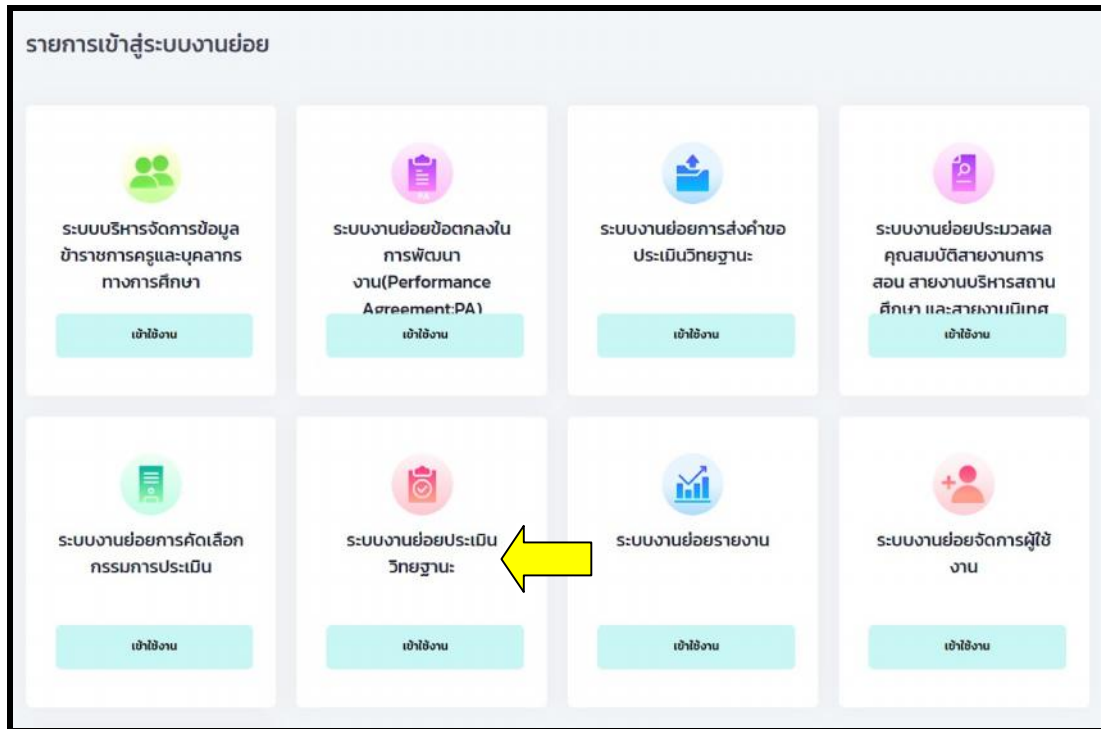 รายการเข้าสู่ระบบงานย่อย
ระบบบริหารจัดการข้อมูล
ข้าราชการครูและบุคลากร
ทางการศึกษา
เข้าใช้งาน
ระบบงานย่อยข้อตกลงใน
การพัฒนา
งาน(Performance
Agreement:PA)
เข้าใช้งาน
ระบบงานย่อยการส่งคำขอ
ประเมินวิทยฐานะ
เข้าใช้งาน
ระบบงานย่อยประมวลผล
คุณสมบัติสายงานการ
สอน สายงานบริหารสถาน
ศึกษา และสายงานนิเทศ
เข้าใช้งาน
ระบบงานย่อยการคัดเลือก
กรรมการประเมิน
เข้าใช้งาน
ระบบงานย่อยประเมิน
วิทยฐานะ
เข้าใช้งาน
ระบบงานย่อยรายงาน
เข้าใช้งาน
ระบบงานย่อยจัดการผู้ใช้
งาน
เข้าใช้งาน